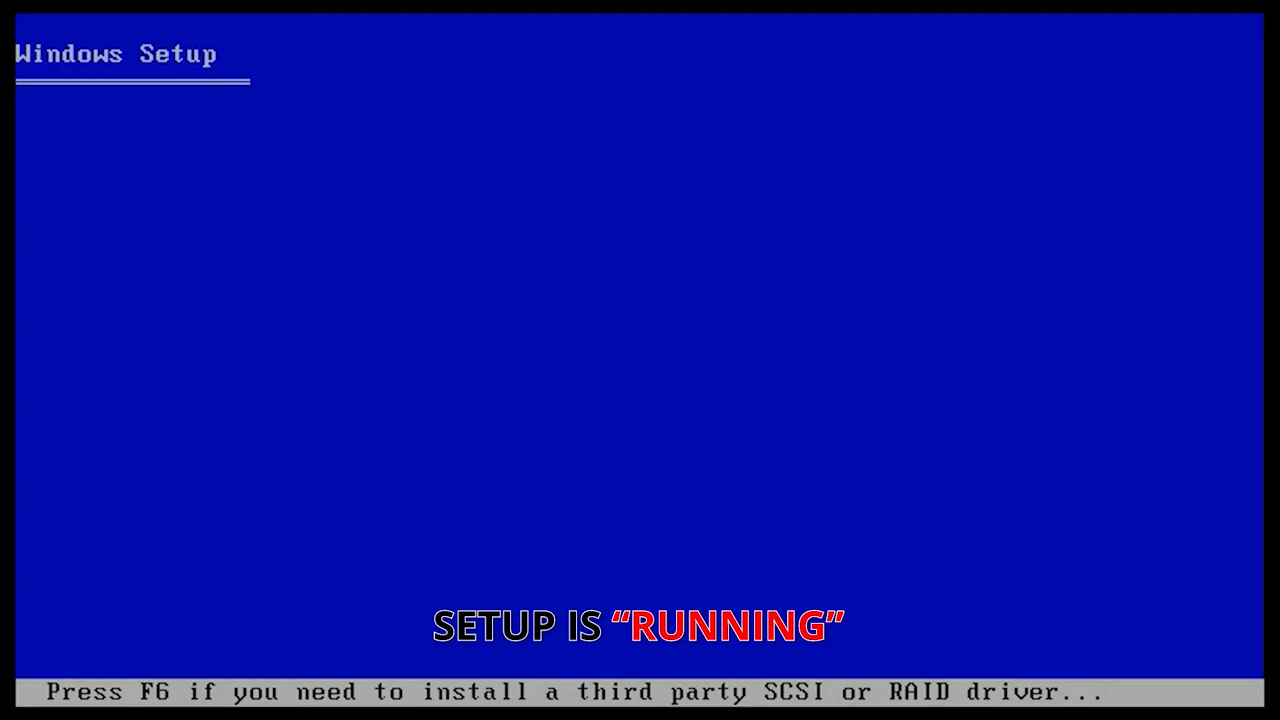 Windows Setup
SETUP IS “RUNNING”
Press F6 if you need to install a third party SCSI or RAID driver...